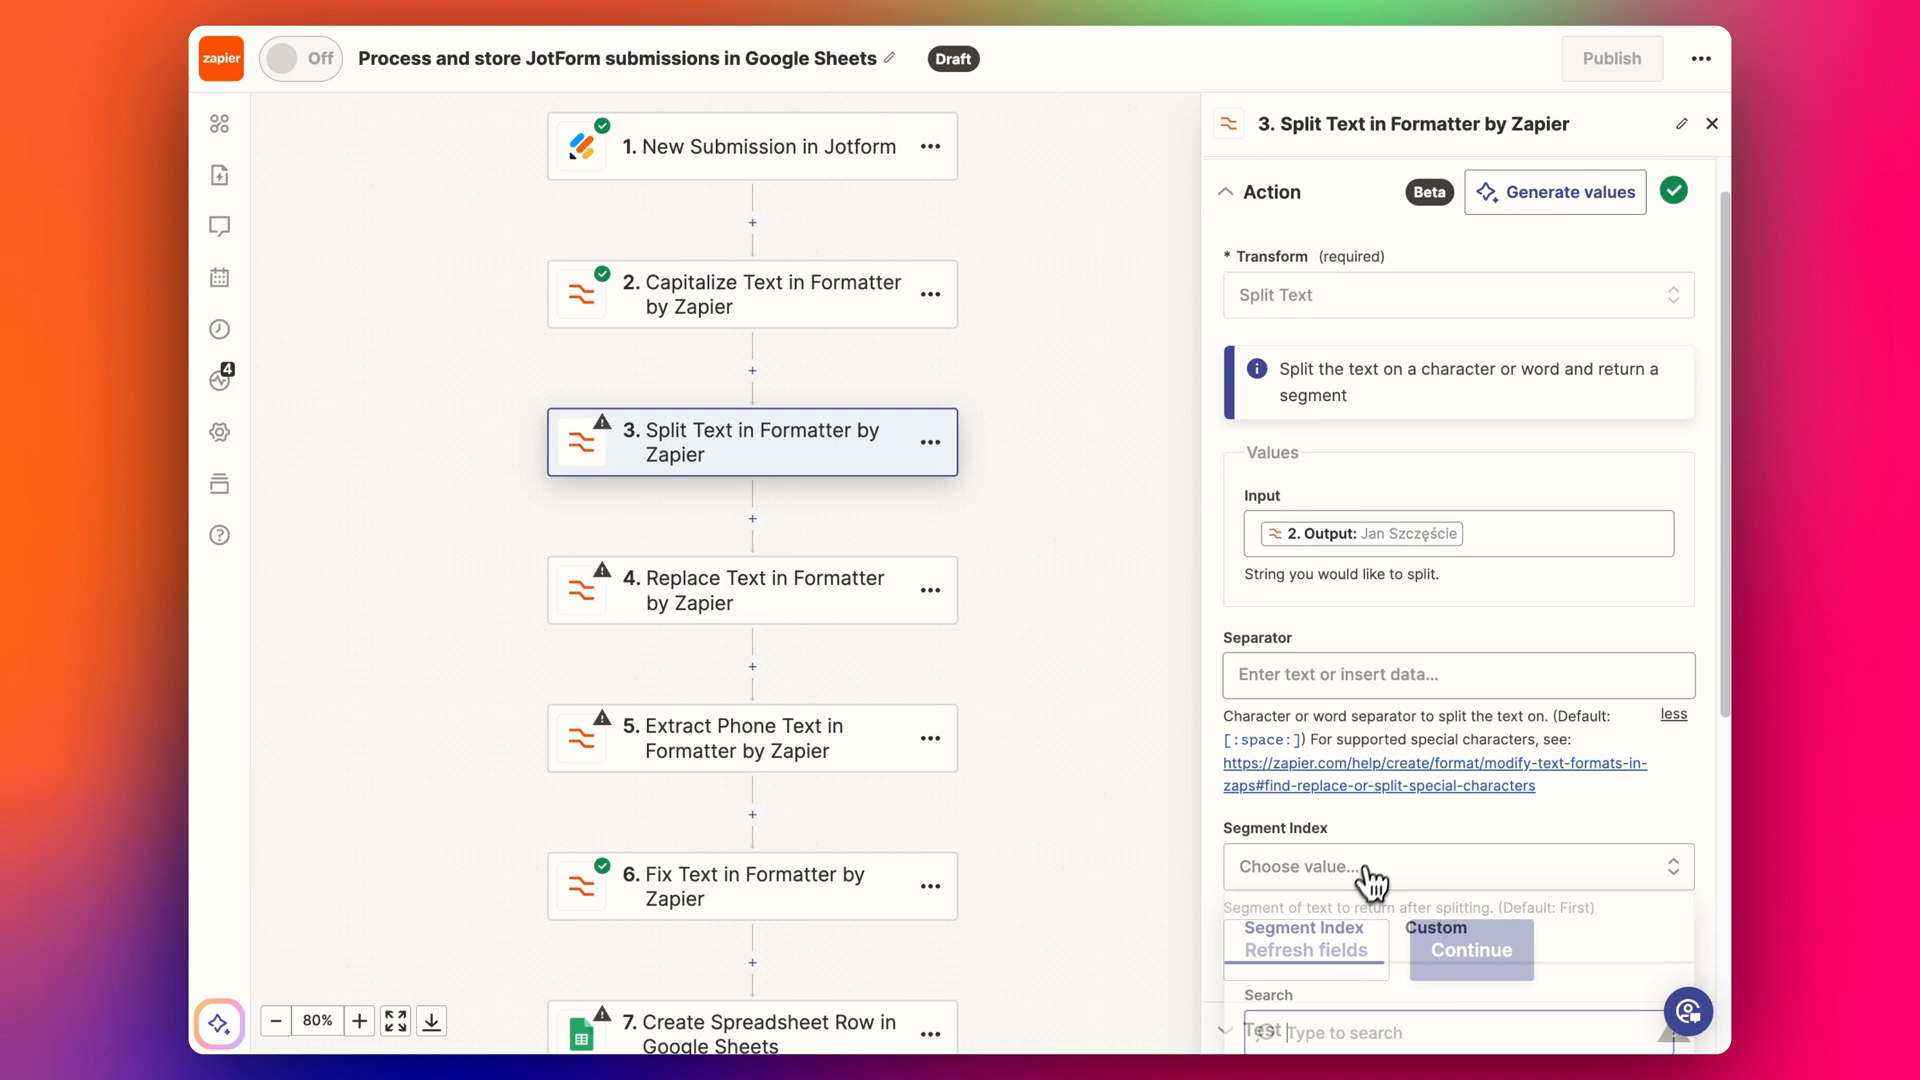 zapier
Off
Process and store JotForm submissions in Google Sheets
Draft
Publish
1. New Submission in Jotform
2. Capitalize Text in Formatter
by Zapier
3. Split Text in Formatter by
Zapier
4. Replace Text in Formatter
by Zapier
5. Extract Phone Text in
Formatter by Zapier
6. Fix Text in Formatter by
Zapier
7. Create Spreadsheet Row in
Google Sheets
4
80%
3. Split Text in Formatter by Zapier
Action
Beta
Generate values
* Transform (required)
Split Text
Split the text on a character or word and return a
segment
Values
Input
2. Output: Jan Szczęście
String you would like to split.
Separator
Enter text or insert data...
Character or word separator to split the text on. (Default:
less
[:space:]) For supported special characters, see:
https://zapier.com/help/create/format/modify-text-formats-in-
zaps#find-replace-or-split-special-characters
Segment Index
Choose value...
Segment of text to return after splitting. (Default: First)
Segment Index
Custom
Refresh fields
Continue
Search
Test
Type to search